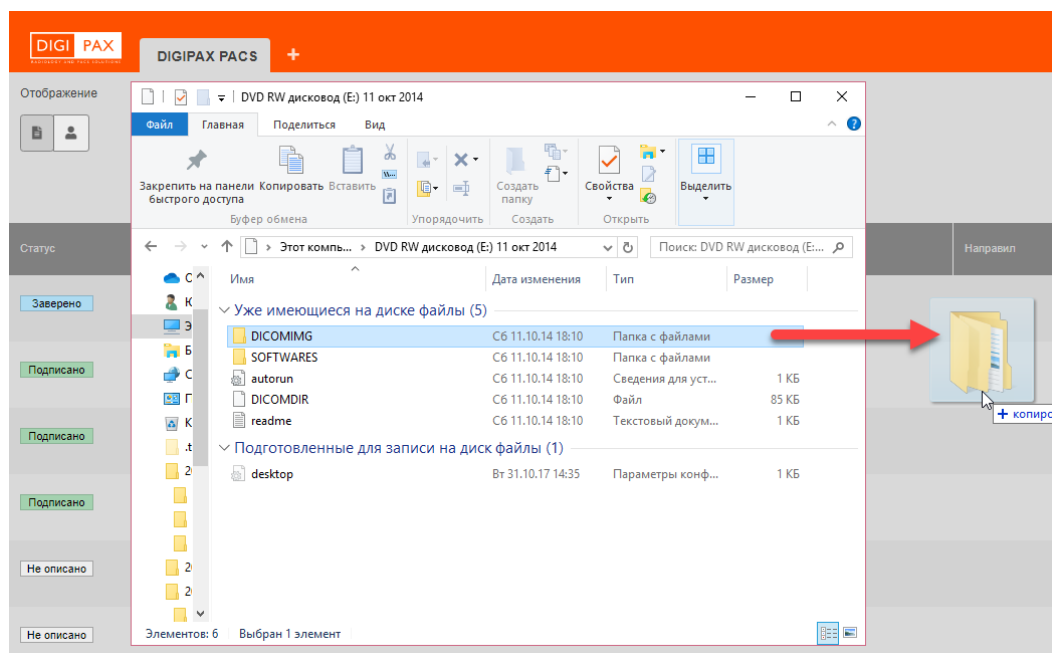 DIGI PAX
DIGIPAX PACS +
Отображение
DVD RW дисковод (E:) 11 окт 2014
Файл Главная Поделиться Вид
Закрепить на панели быстрого доступа
Копировать
Вставить
Создать папку
Свойства
Выделить
Буфер обмена Упорядочить Создать Открыть
Статус
Этот компь... > DVD RW дисковод (E:) 11 окт 2014
Поиск: DVD RW дисковод (E:...
Направил
Имя Дата изменения Тип Размер
Уже имеющиеся на диске файлы (5)
Заверено
DICOMIMG Сб 11.10.14 18:10 Папка с файлами
SOFTWARES Сб 11.10.14 18:10 Папка с файлами
Подписано
autorun Сб 11.10.14 18:10 Сведения для уст... 1 КБ
DICOMDIR Сб 11.10.14 18:10 Файл 85 КБ
readme Сб 11.10.14 18:10 Текстовый докум... 1 КБ
+ копиро
Подписано
Подготовленные для записи на диск файлы (1)
desktop Вт 31.10.17 14:35 Параметры конф... 1 КБ
Подписано
Не описано
Не описано
Элементов: 6 Выбран 1 элемент